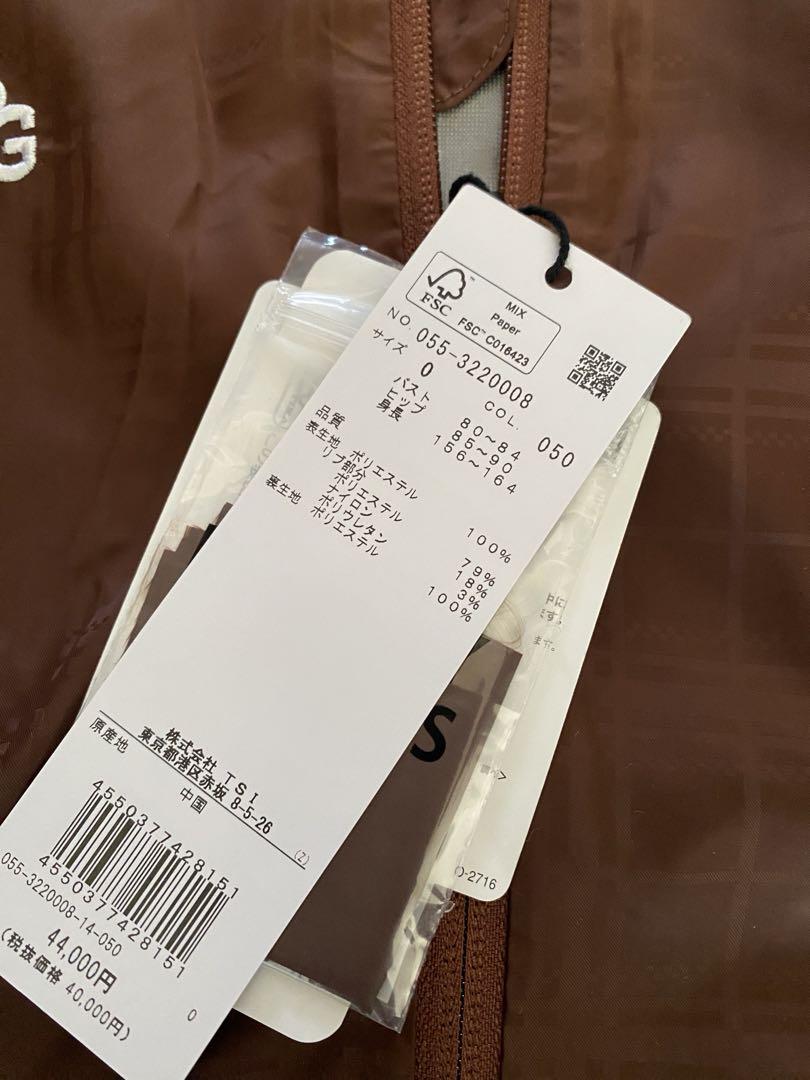 G
FSC
MIX
Paper
FSC™ C016423
NO. 055-3220008
サイズ 0 COL. 050
バスト 80~84
ヒップ 85~90
身長 156~164
品質
表生地 ポリエステル 100%
リブ部分
ポリエステル 79%
ナイロン 18%
ポリウレタン 3%
裏生地 ポリエステル 100%
株式会社 TSI
東京都港区赤坂 8-5-26
(Z)
原産地 中国
4550377428151
4550377428151
055-3220008-14-050
44,000円
(税抜価格 40,000円)
0
S
す。
ます。
-2716